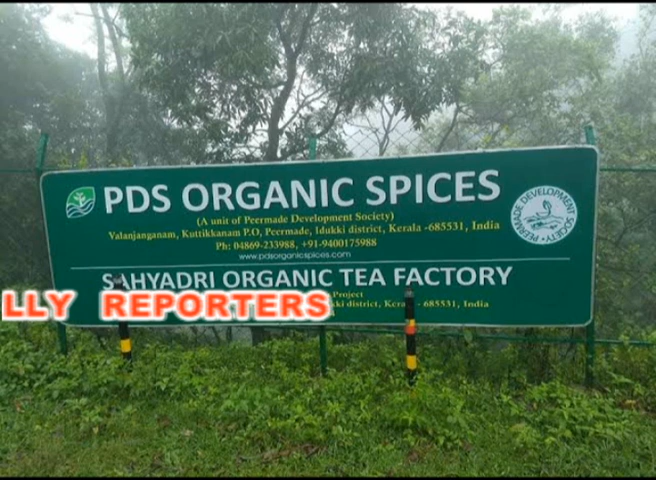 PDS ORGANIC SPICES
(A unit of Peermade Development Society)
Valanjanganam, Kuttikkanam P.O, Peermade, Idukki district, Kerala -685531, India
Ph: 04869-233988, +91-9400175988
www.pdsorganicspices.com
PEERMADE DEVELOPMENT SOCIETY
SAHYADRI ORGANIC TEA FACTORY
Project
district, Kerala - 685531, India
LLY REPORTERS